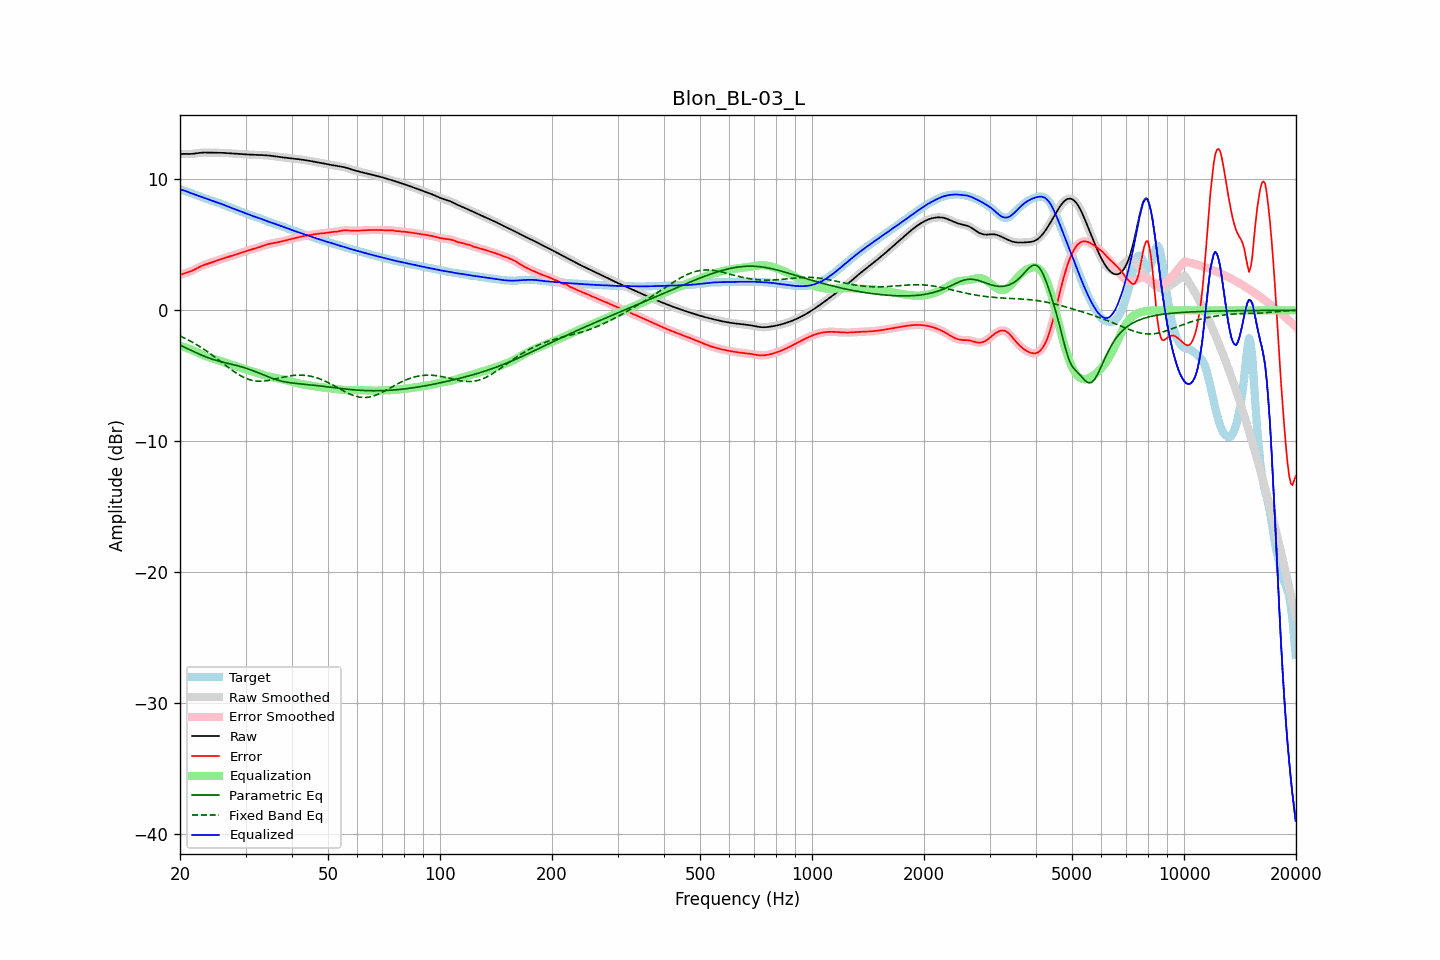 Blon_BL-03_L
Amplitude (dBr)
10
0
−10
−20
−30
−40
Target
Raw Smoothed
Error Smoothed
Raw
Error
Equalization
Parametric Eq
Fixed Band Eq
Equalized
20 50 100 200 500 1000 2000 5000 10000 20000
Frequency (Hz)